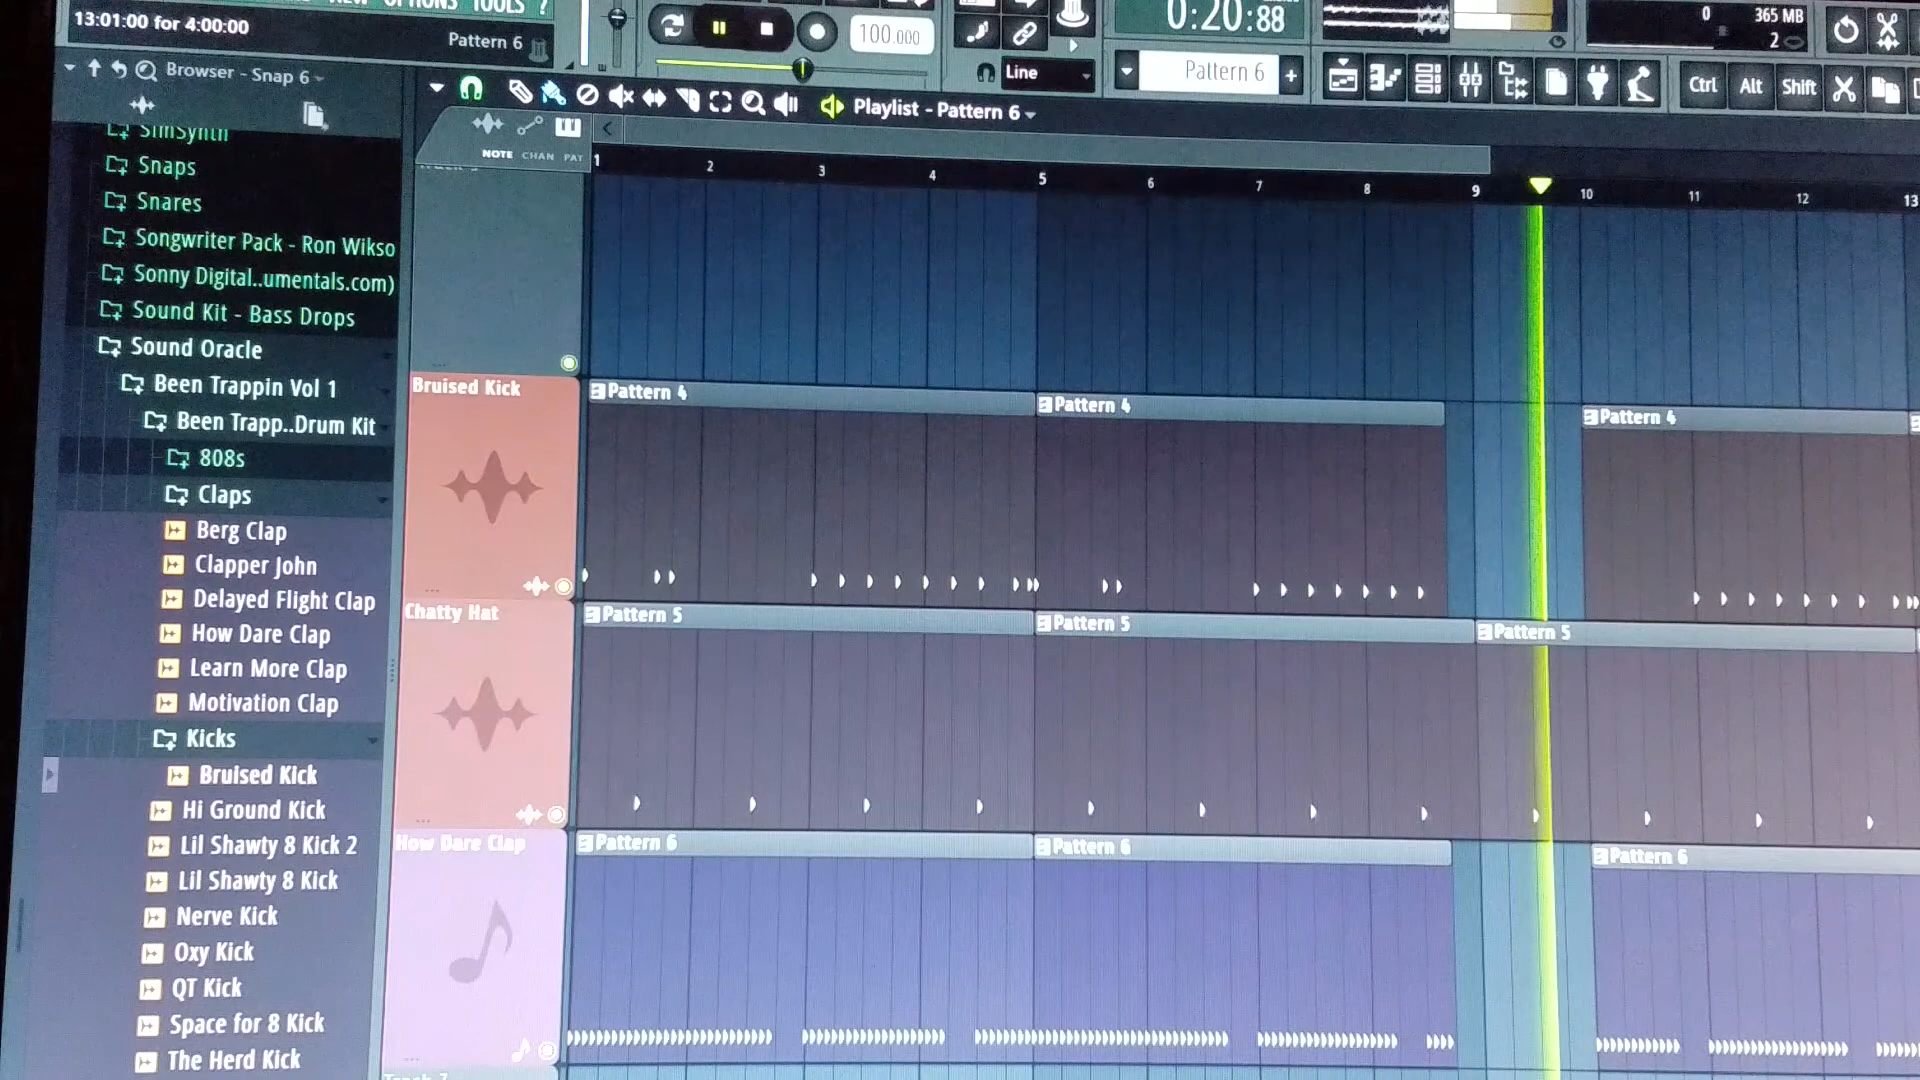 OPTIONS TOOLS ?
13:01:00 for 4:00:00
Pattern 6
100.000
0:20:88
0
365 MB
2
Line
Pattern 6
Ctrl Alt Shift
Browser - Snap 6
Playlist - Pattern 6
NOTE CHAN PAT
1 2 3 4 5 6 7 8 9 10 11 12 13
SimSynth
Snaps
Snares
Songwriter Pack - Ron Wikso
Sonny Digital..umentals.com)
Sound Kit - Bass Drops
Sound Oracle
Been Trappin Vol 1
Been Trapp..Drum Kit
808s
Claps
Berg Clap
Clapper John
Delayed Flight Clap
How Dare Clap
Learn More Clap
Motivation Clap
Kicks
Bruised Kick
Hi Ground Kick
Lil Shawty 8 Kick 2
Lil Shawty 8 Kick
Nerve Kick
Oxy Kick
QT Kick
Space for 8 Kick
The Herd Kick
Bruised Kick
Pattern 4
Pattern 4
Pattern 4
Chatty Hat
Pattern 5
Pattern 5
Pattern 5
How Dare Clap
Pattern 6
Pattern 6
Pattern 6
Track 7